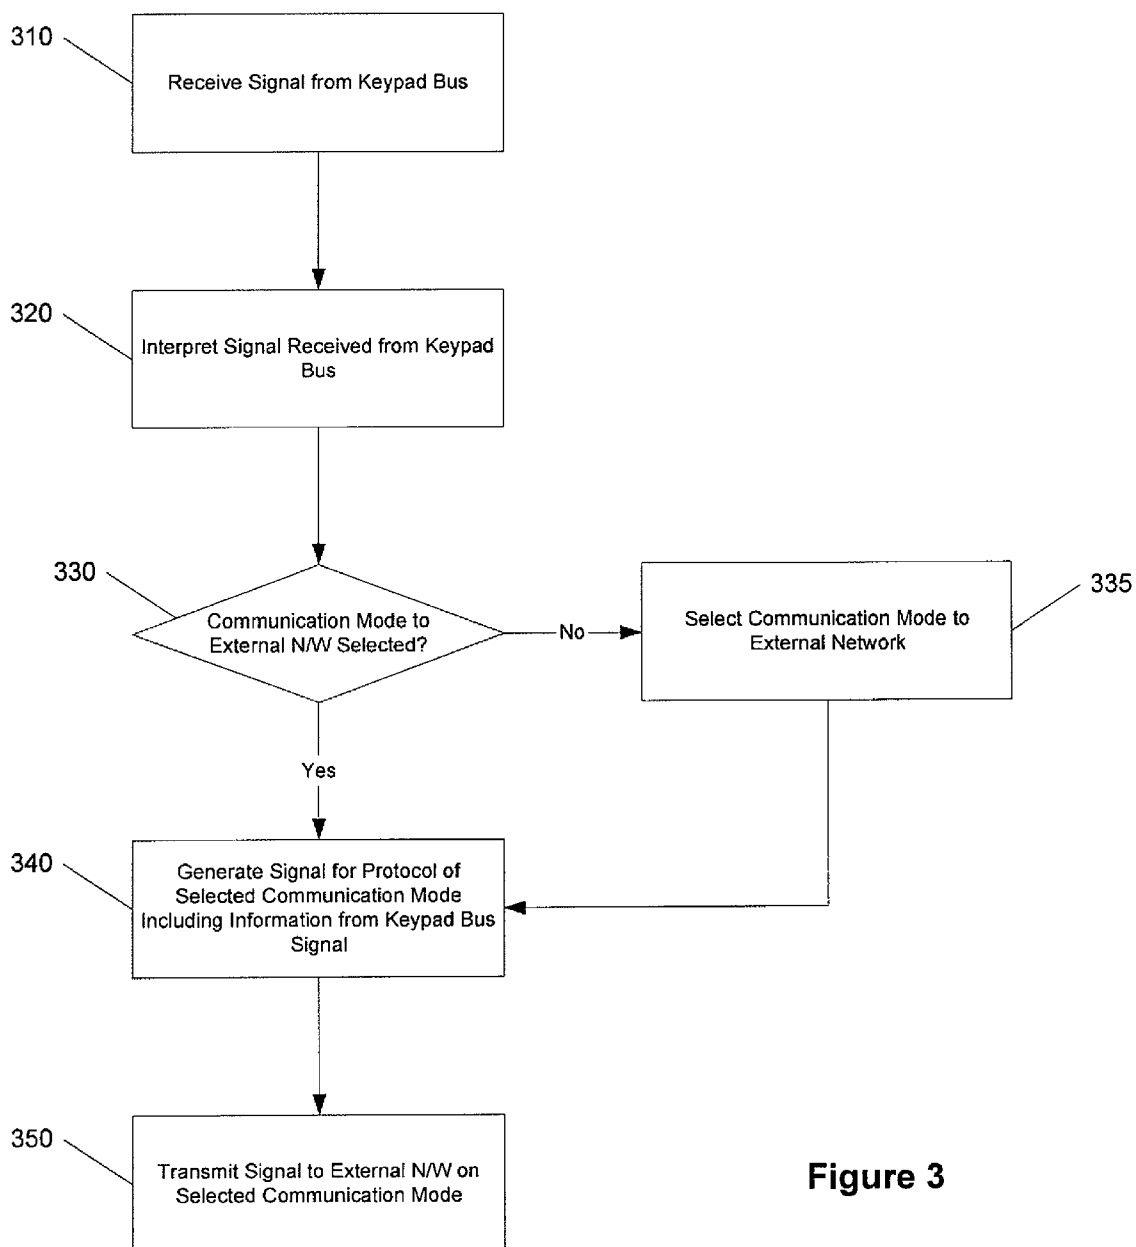 310
Receive Signal from Keypad Bus
320
Interpret Signal Received from Keypad
Bus
330
Communication Mode to
External N/W Selected?
No
Select Communication Mode to
External Network
335
Yes
340
Generate Signal for Protocol of
Selected Communication Mode
Including Information from Keypad Bus
Signal
350
Transmit Signal to External N/W on
Selected Communication Mode
Figure 3